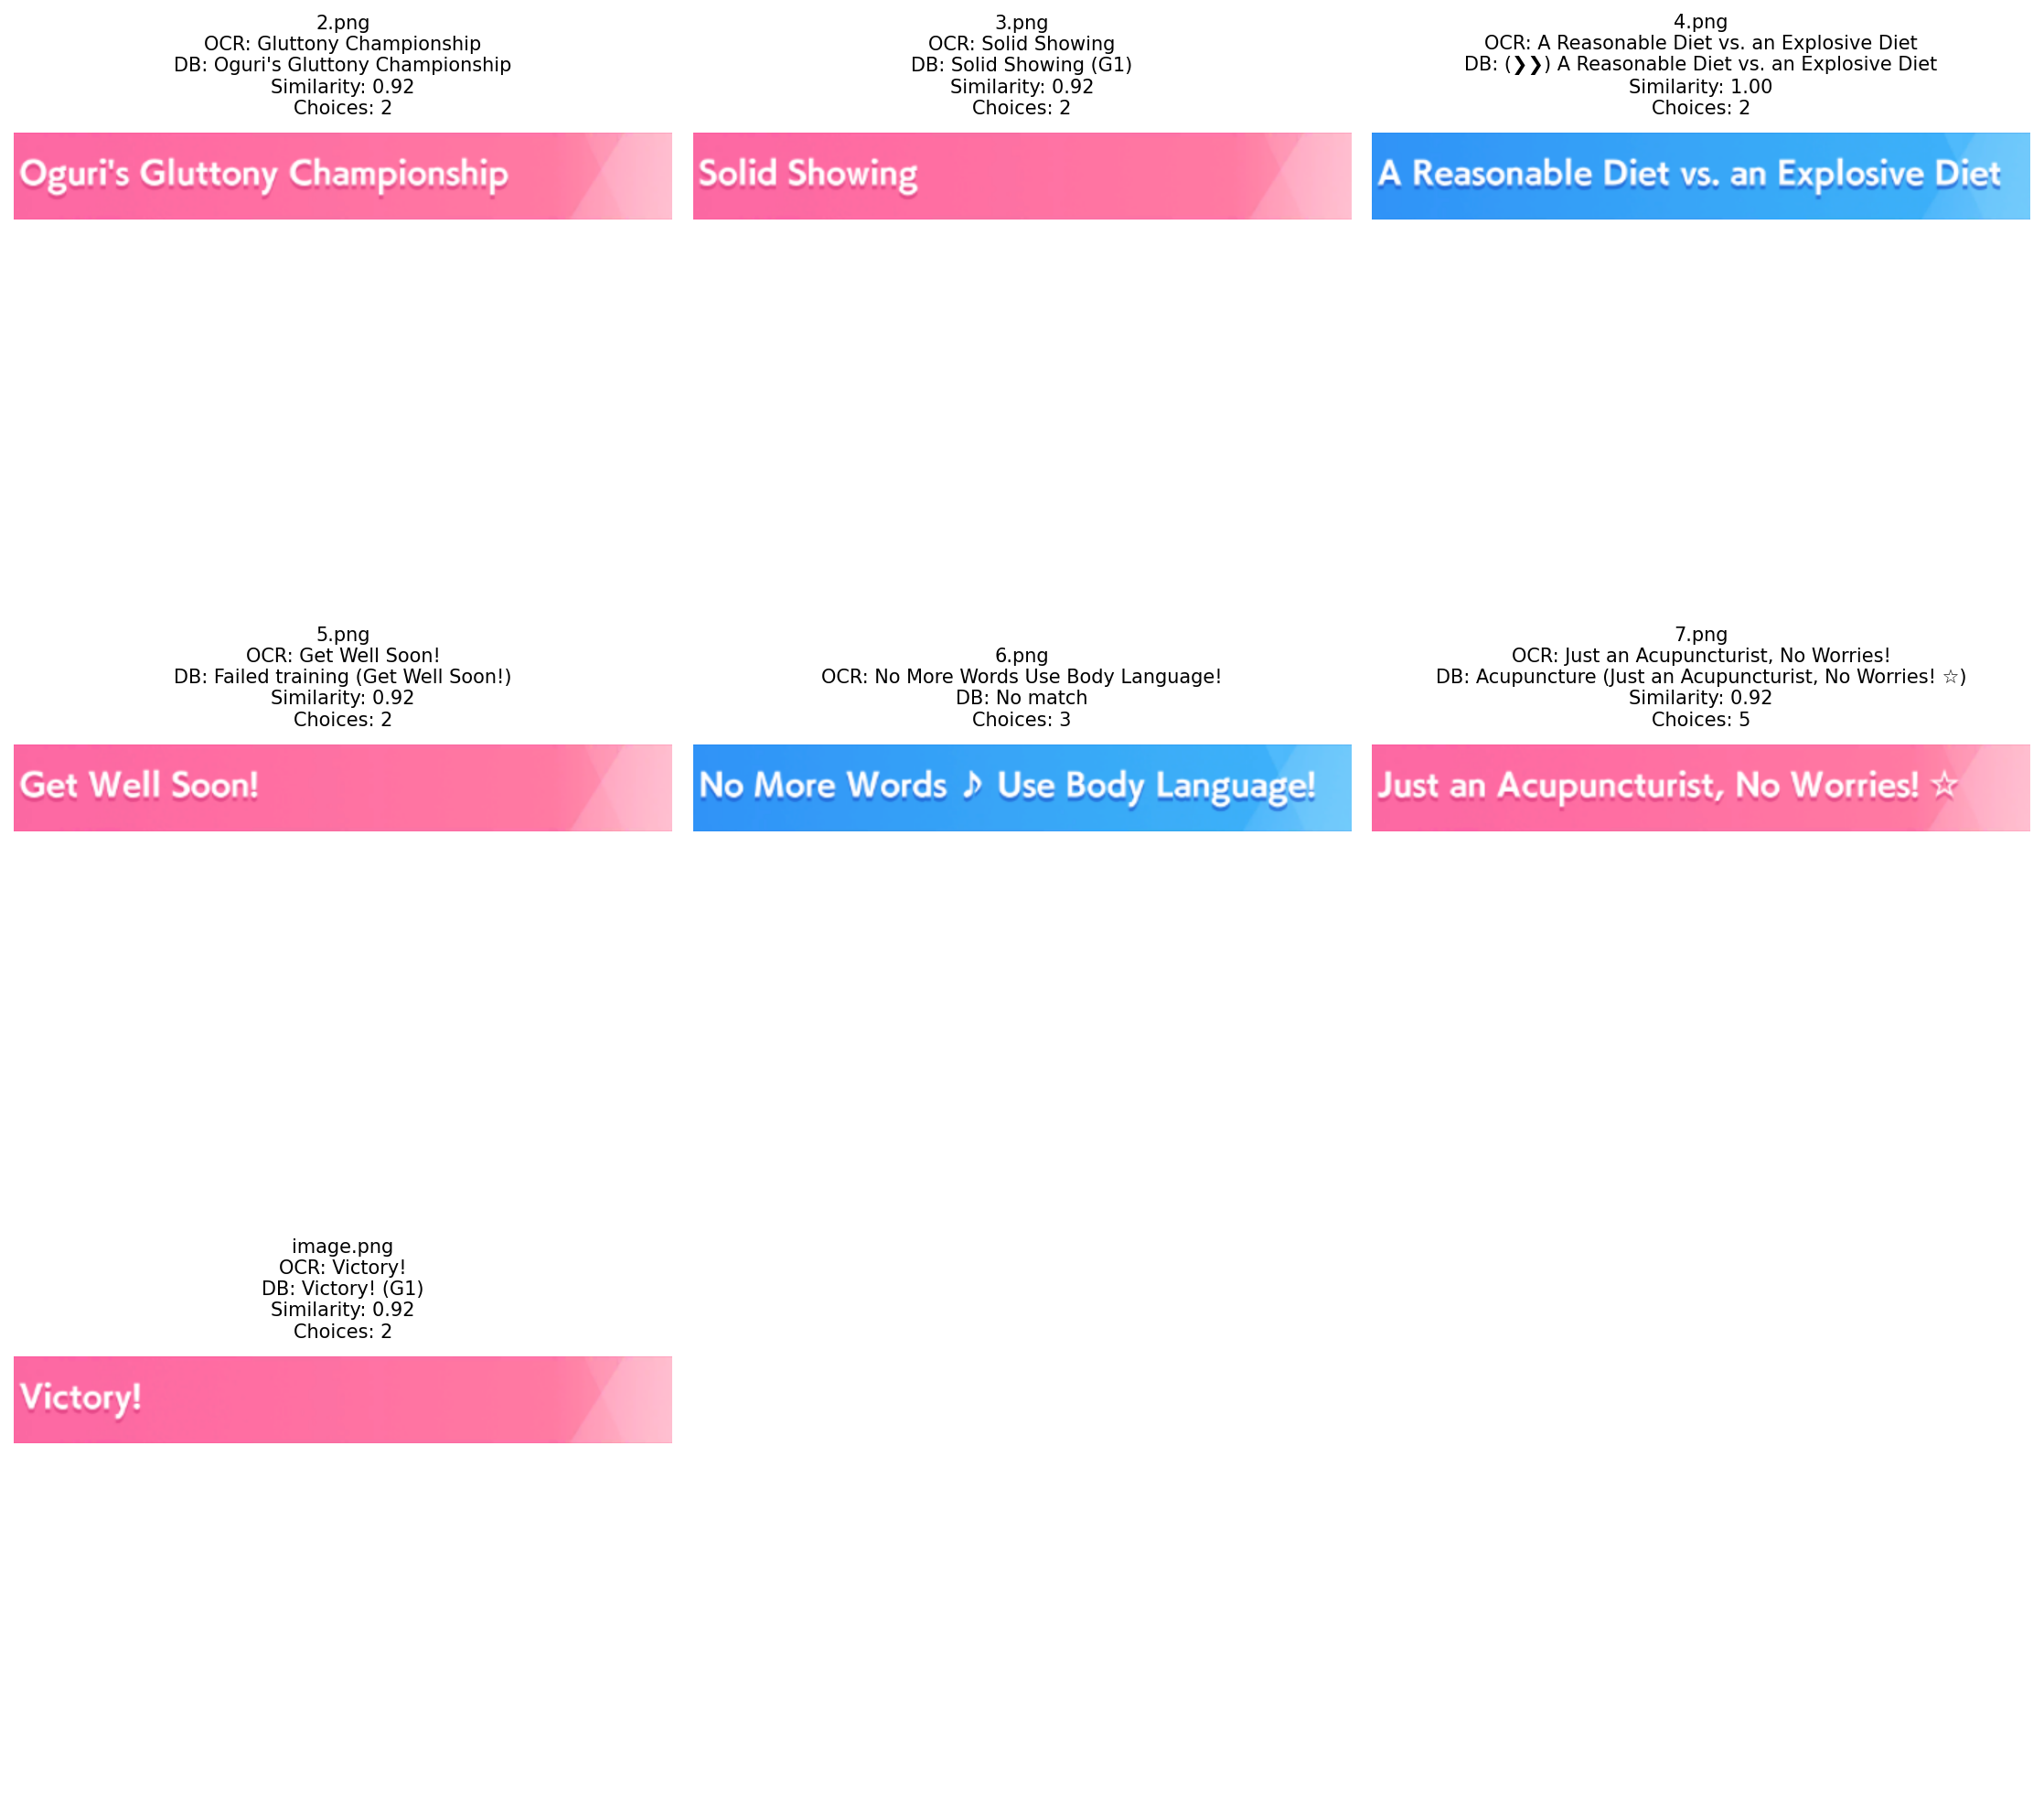 2.png
OCR: Gluttony Championship
DB: Oguri's Gluttony Championship
Similarity: 0.92
Choices: 2
Oguri's Gluttony Championship
3.png
OCR: Solid Showing
DB: Solid Showing (G1)
Similarity: 0.92
Choices: 2
Solid Showing
4.png
OCR: A Reasonable Diet vs. an Explosive Diet
DB: (❯❯) A Reasonable Diet vs. an Explosive Diet
Similarity: 1.00
Choices: 2
A Reasonable Diet vs. an Explosive Diet
5.png
OCR: Get Well Soon!
DB: Failed training (Get Well Soon!)
Similarity: 0.92
Choices: 2
Get Well Soon!
6.png
OCR: No More Words Use Body Language!
DB: No match
Choices: 3
No More Words ♪ Use Body Language!
7.png
OCR: Just an Acupuncturist, No Worries!
DB: Acupuncture (Just an Acupuncturist, No Worries! ☆)
Similarity: 0.92
Choices: 5
Just an Acupuncturist, No Worries! ☆
image.png
OCR: Victory!
DB: Victory! (G1)
Similarity: 0.92
Choices: 2
Victory!